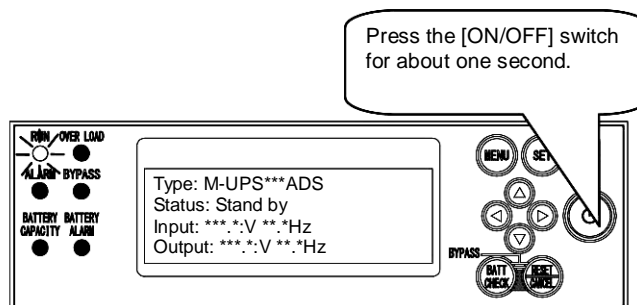 Press the [ON/OFF] switch
for about one second.
RUN OVER LOAD
ALARM BYPASS
BATTERY CAPACITY BATTERY ALARM
Type: M-UPS***ADS
Status: Stand by
Input: ***.*:V **.*Hz
Output: ***.*:V **.*Hz
MENU
BYPASS
BATT
CHECK
RESET
CANCEL